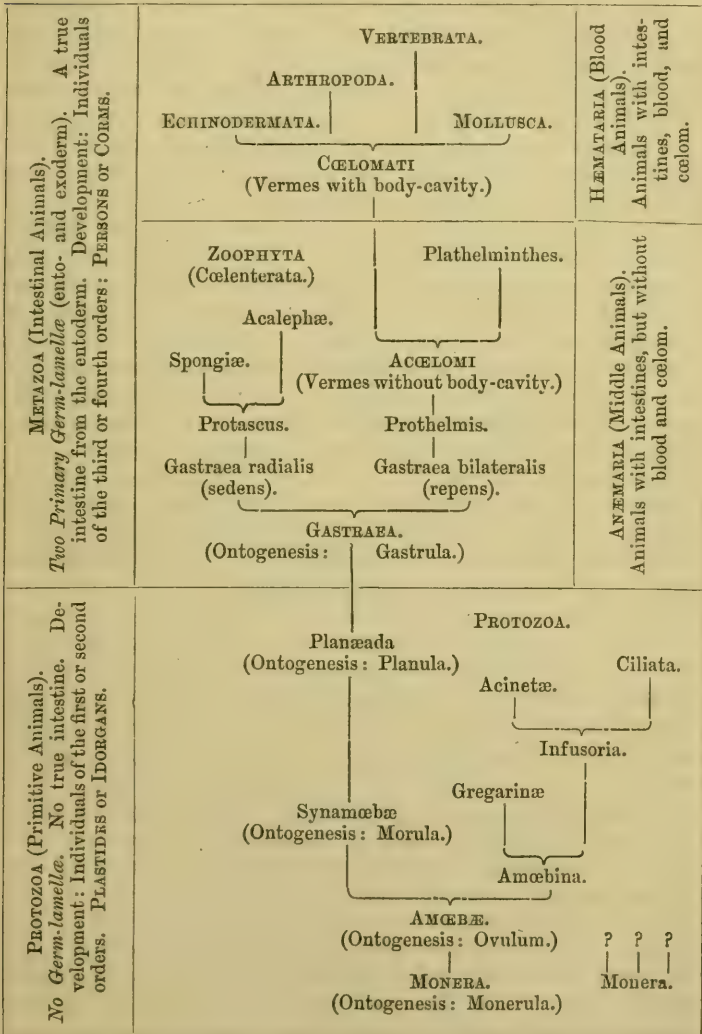 METAZOA (Intestinal Animals).
Two Primary Germ-lamellæ (ento- and exoderm). A true
intestine from the entoderm. Development: Individuals
of the third or fourth orders: PERSONS or CORMS.
VERTEBRATA.
ARTHROPODA.
ECHINODERMATA. MOLLUSCA.
CŒLOMATI
(Vermes with body-cavity.)
HÆMATARIA (Blood
Animals).
Animals with intes-
tines, blood, and
cœlom.
ZOOPHYTA Plathelminthes.
(Cœlenterata.)
Acalephæ.
Spongiæ. ACŒLOMI
(Vermes without body-cavity.)
Protascus. Prothelmis.
Gastraea radialis Gastraea bilateralis
(sedens). (repens).
GASTRAEA.
(Ontogenesis: Gastrula.)
ANÆMARIA (Middle Animals).
Animals with intestines, but without
blood and cœlom.
PROTOZOA (Primitive Animals).
No Germ-lamellæ. No true intestine. De-
velopment: Individuals of the first or second
orders. PLASTIDES or IDORGANS.
PROTOZOA.
Planæada
(Ontogenesis: Planula.) Ciliata.
Acinetæ.
Infusoria.
Gregarinæ
Synamœbæ
(Ontogenesis: Morula.)
Amœbina.
AMŒBÆ.
(Ontogenesis: Ovulum.) ? ? ?
MONERA. Monera.
(Ontogenesis: Monerula.)